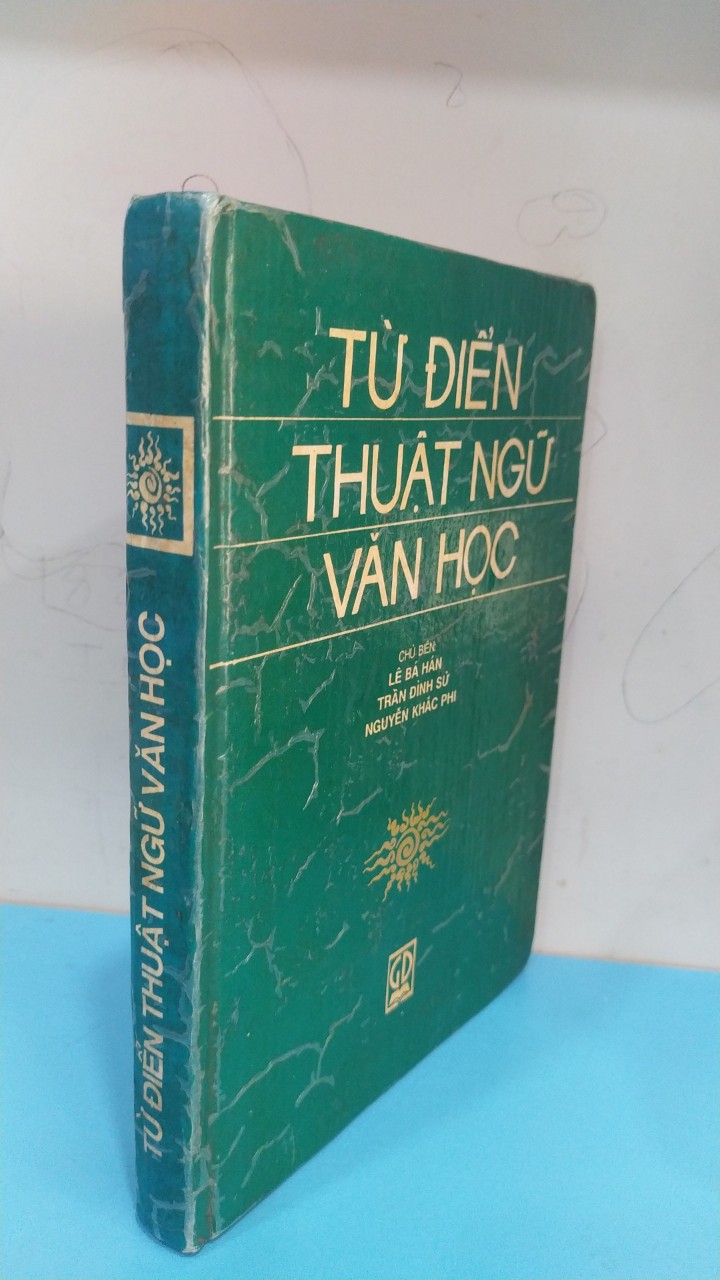 TỪ ĐIỂN
THUẬT NGỮ
VĂN HỌC
CHỦ BIÊN:
LÊ BÁ HÁN
TRẦN ĐÌNH SỬ
NGUYỄN KHẮC PHI
GD
TỪ ĐIỂN THUẬT NGỮ VĂN HỌC